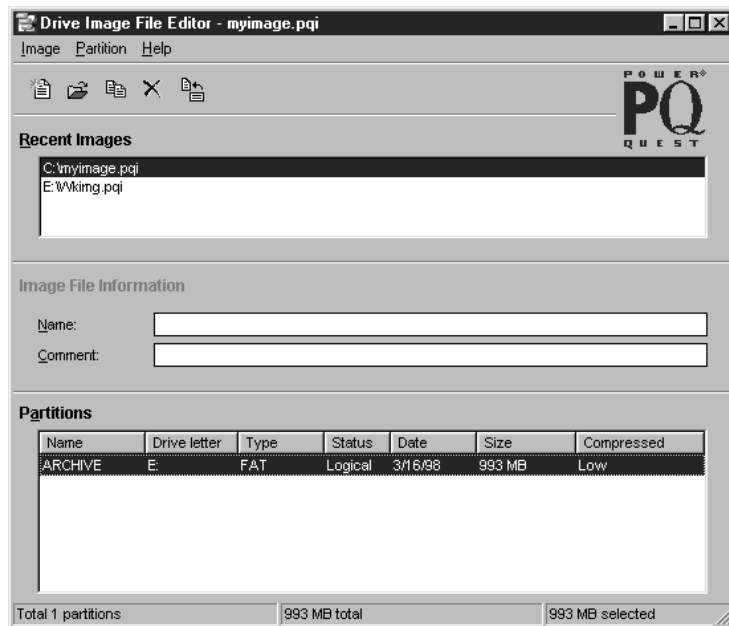 Drive Image File Editor - myimage.pqi
Image Partition Help
POWER®
PQ
QUEST
Recent Images
C:\myimage.pqi
E:\Wkimg.pqi
Image File Information
Name:
Comment:
Partitions
Name Drive letter Type Status Date Size Compressed
ARCHIVE E: FAT Logical 3/16/98 993 MB Low
Total 1 partitions 993 MB total 993 MB selected